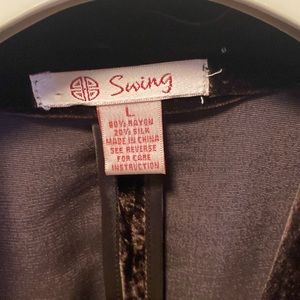 Swing
L
80% RAYON
20% SILK
MADE IN CHINA
SEE REVERSE
FOR CARE
INSTRUCTION